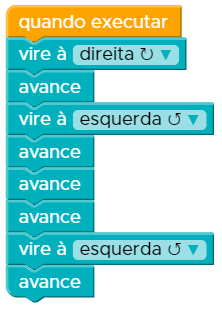 quando executar
vire à direita ↻ ▼
avance
vire à esquerda ↺ ▼
avance
avance
avance
vire à esquerda ↺ ▼
avance